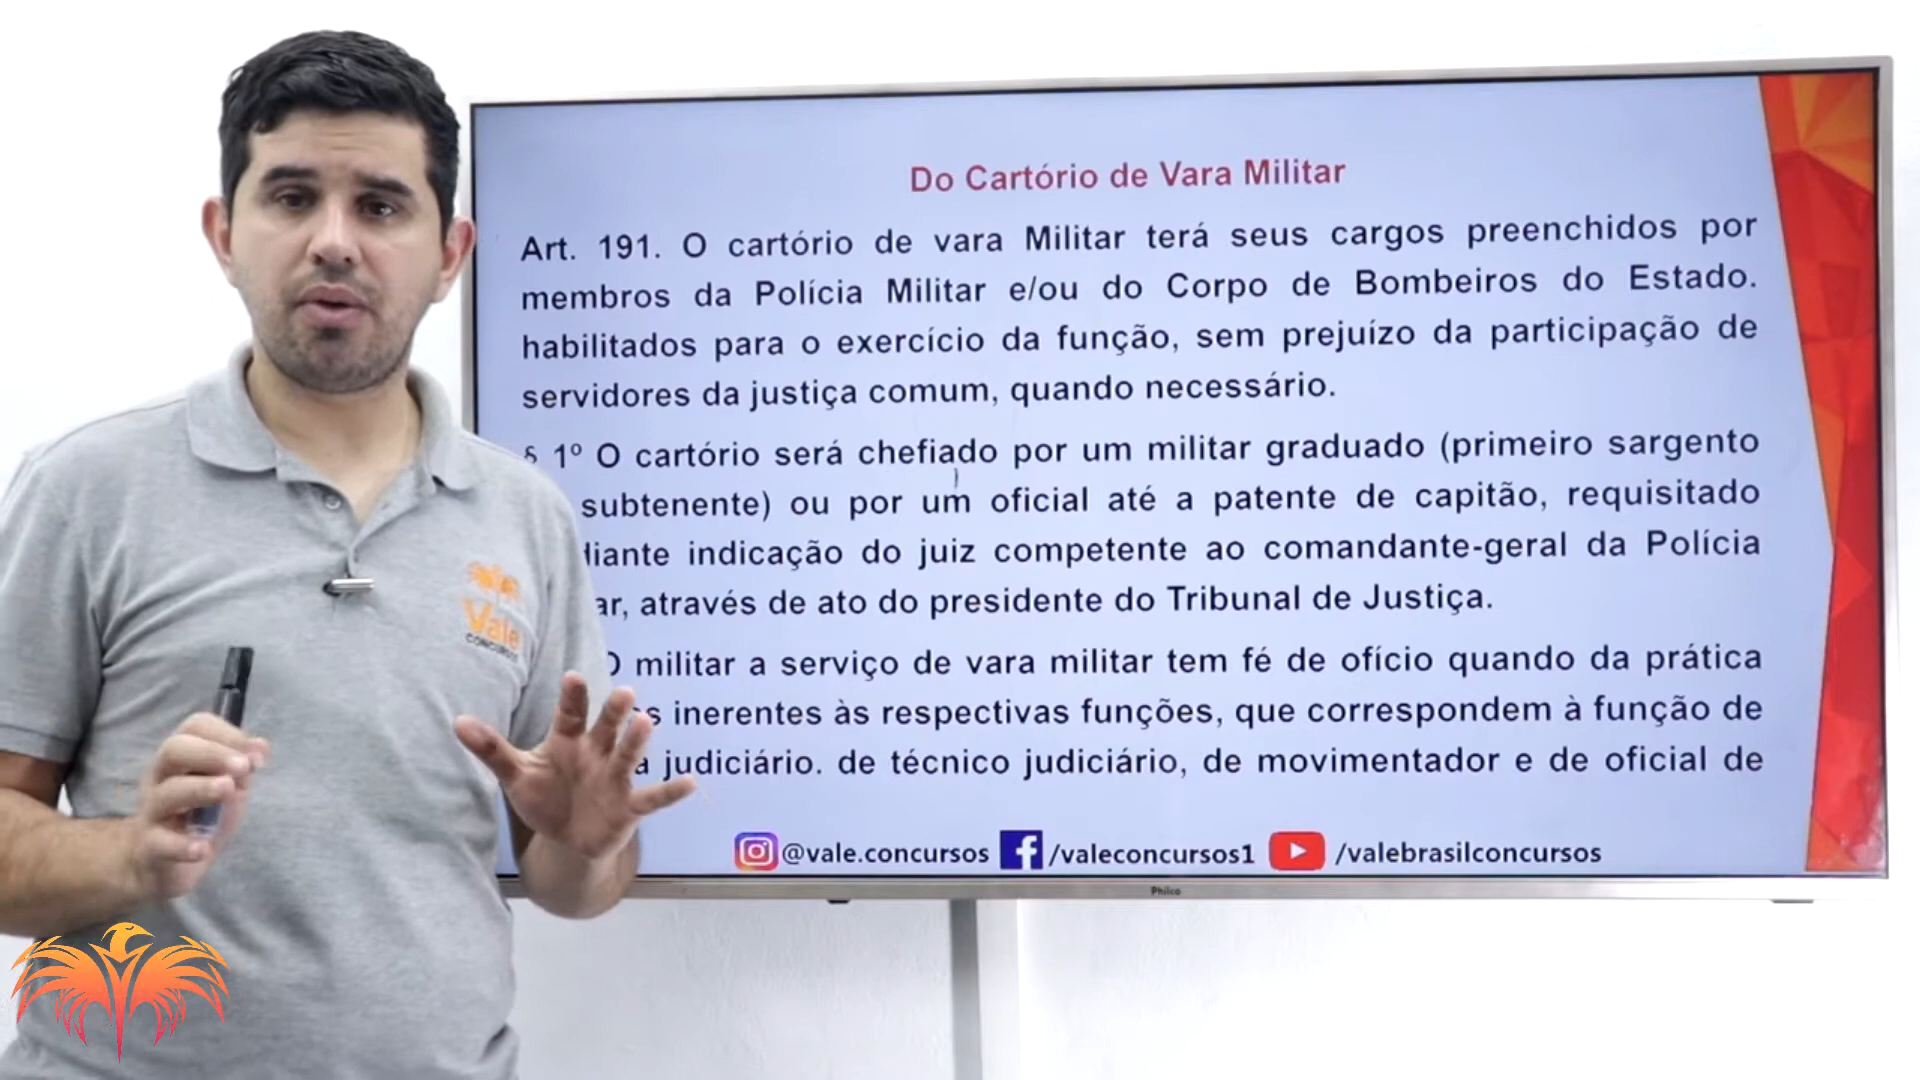 Do Cartório de Vara Militar
Art. 191. O cartório de vara Militar terá seus cargos preenchidos por
membros da Polícia Militar e/ou do Corpo de Bombeiros do Estado.
habilitados para o exercício da função, sem prejuízo da participação de
servidores da justiça comum, quando necessário.
§ 1º O cartório será chefiado por um militar graduado (primeiro sargento
subtenente) ou por um oficial até a patente de capitão, requisitado
indicação do juiz competente ao comandante-geral da Polícia
através de ato do presidente do Tribunal de Justiça.
O militar a serviço de vara militar tem fé de ofício quando da prática
inerentes às respectivas funções, que correspondem à função de
judiciário. de técnico judiciário, de movimentador e de oficial de
@vale.concursos /valeconcursos1 /valebrasilconcursos
Philco
Vale
CONCURSOS